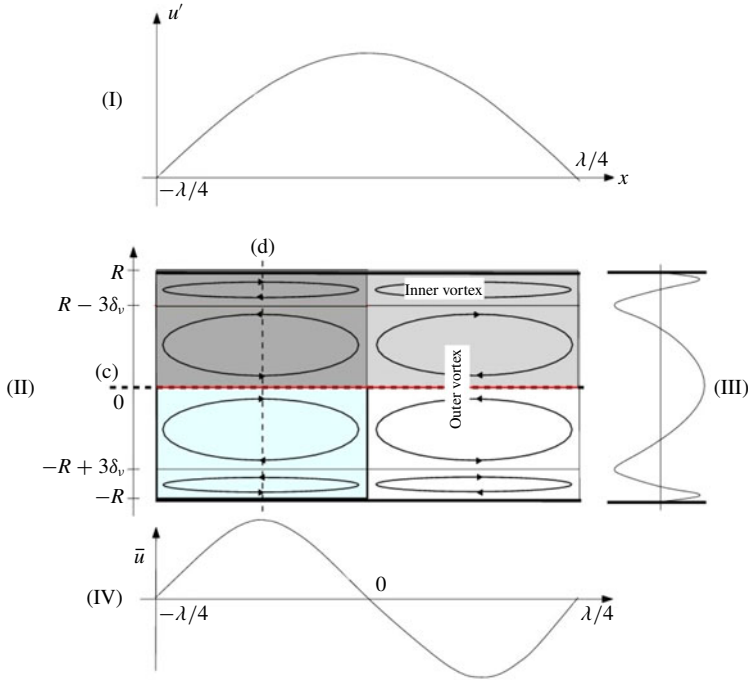 u′
(I)
λ/4
−λ/4
x
(d)
R
Inner vortex
R − 3δν
(c)
(II)
0
Outer vortex
(III)
−R + 3δν
−R
ū
0
(IV)
−λ/4
λ/4